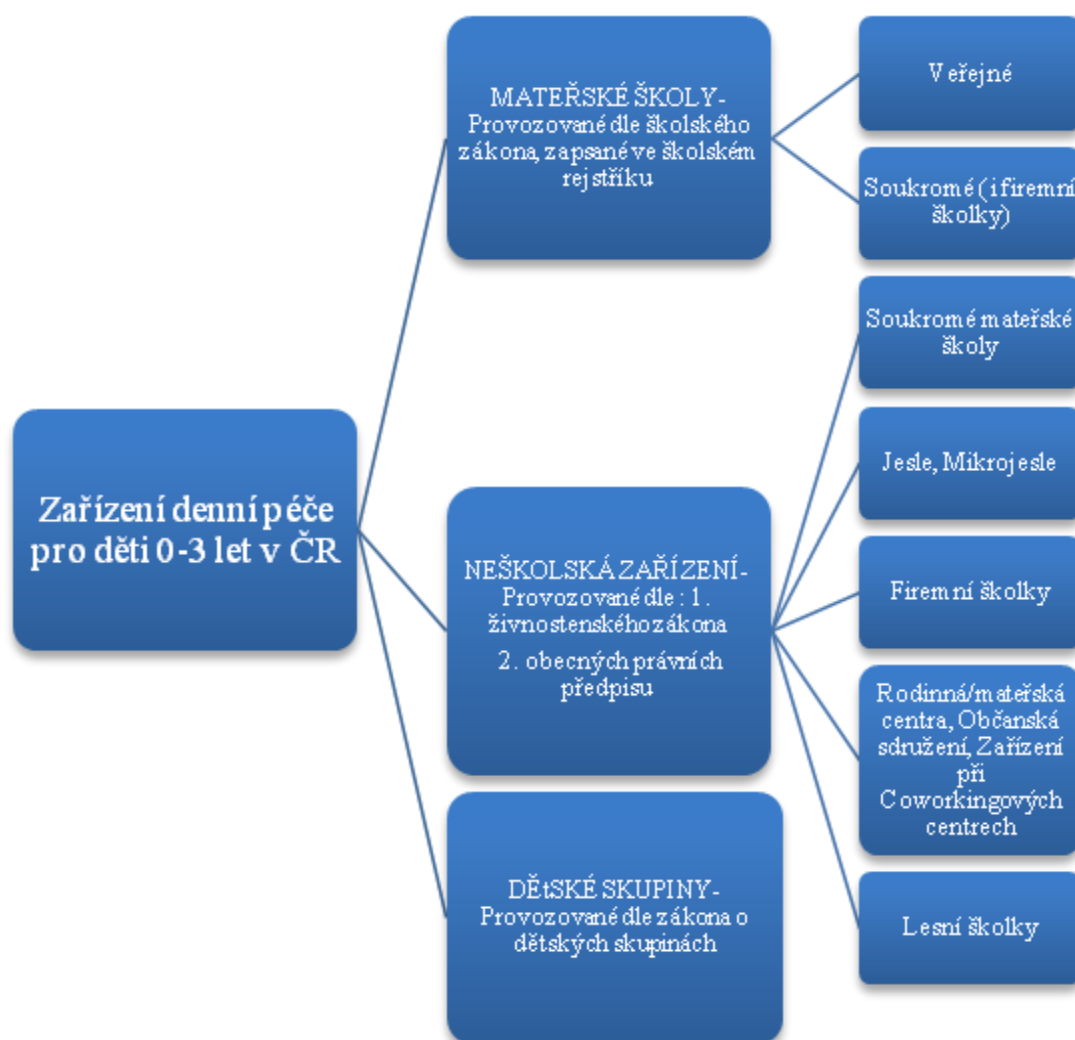 Zařízení denní péče
pro děti 0-3 let v ČR
MATEŘSKÉ ŠKOLY-
Provozované dle školského
zákona, zapsané ve školském
rejstříku
Veřejné
Soukromé ( i firemní
školky)
NEŠKOLSKÁ ZAŘÍZENÍ-
Provozované dle : 1.
živnostenského zákona
2. obecných právních
předpisu
Soukromé mateřské
školy
Jesle, Mikrojesle
Firemní školky
Rodinná/mateřská
centra, Občanská
sdružení, Zařízení
při
Coworkingových
centrech
Lesní školky
DĚtSKÉ SKUPINY-
Provozované dle zákona o
dětských skupinách